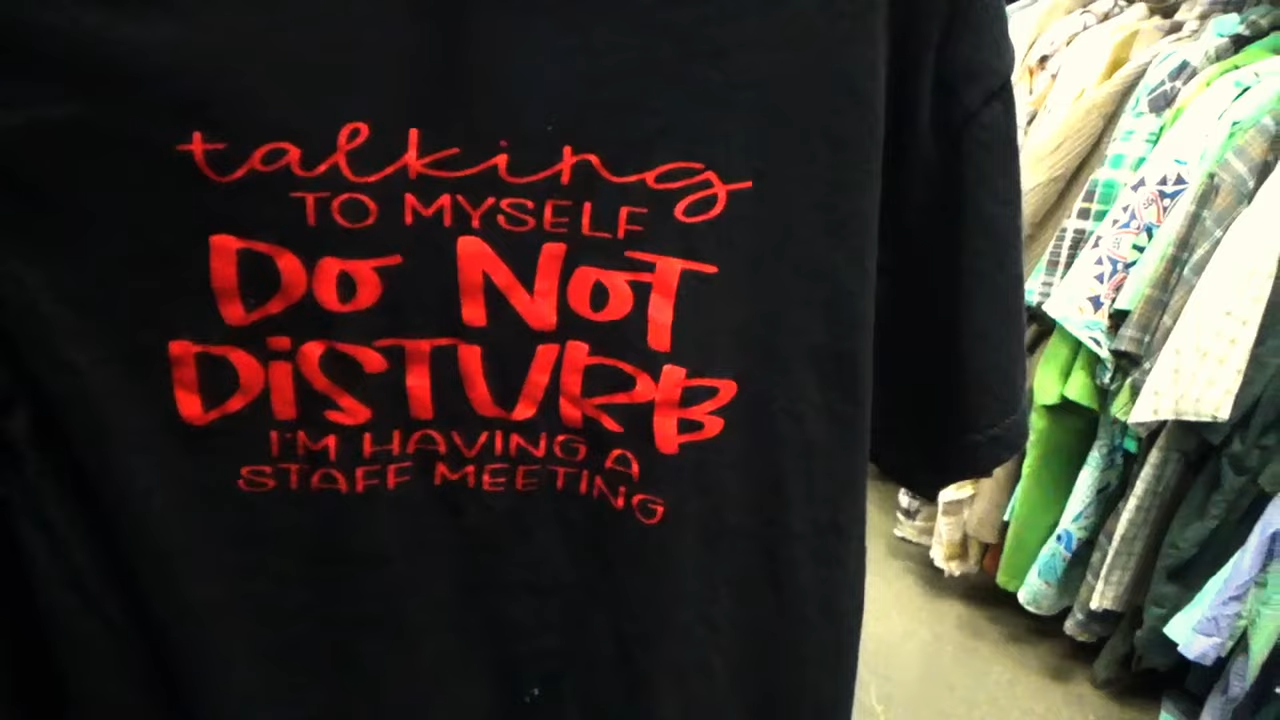 talking
TO MYSELF
Do NoT
DiSTURB
I'M HAVING A
STAFF MEETING